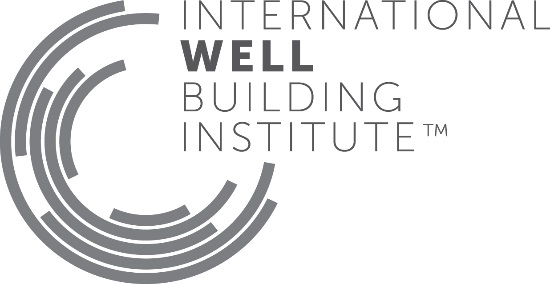 INTERNATIONAL
WELL
BUILDING
INSTITUTE™